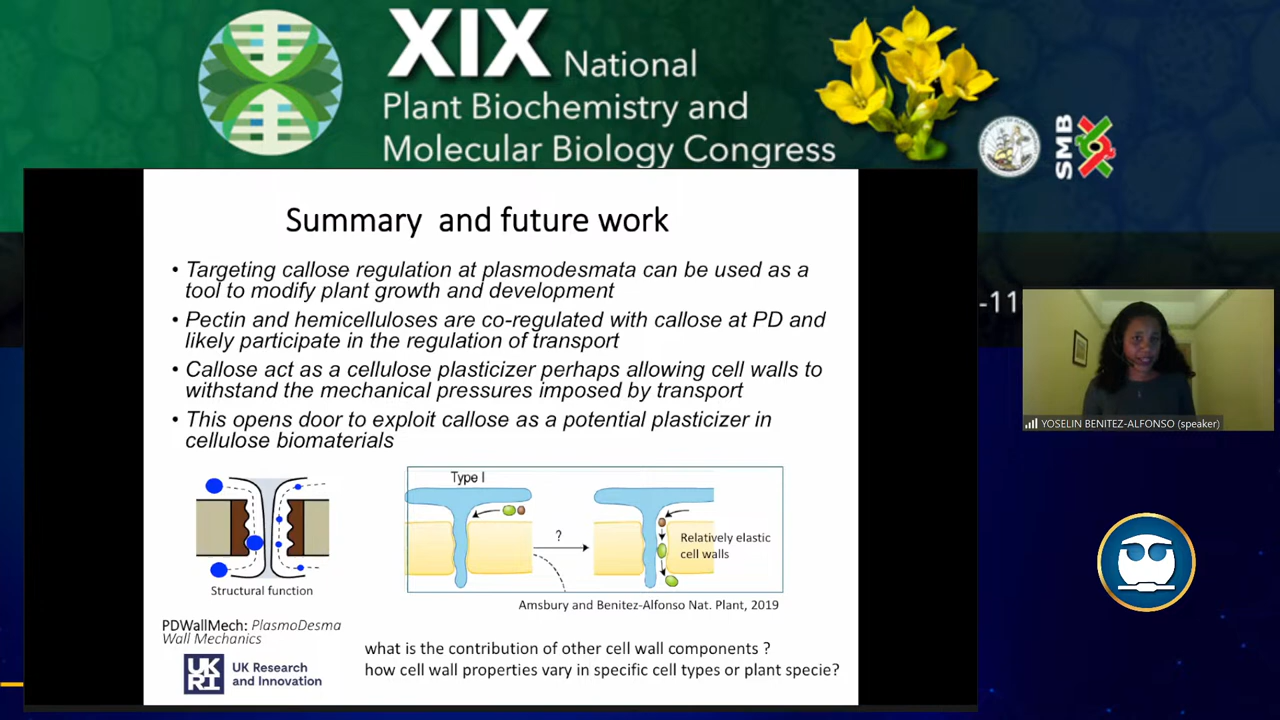 XIX National
Plant Biochemistry and
Molecular Biology Congress
SMB
Summary and future work
• Targeting callose regulation at plasmodesmata can be used as a
tool to modify plant growth and development
• Pectin and hemicelluloses are co-regulated with callose at PD and
likely participate in the regulation of transport
• Callose act as a cellulose plasticizer perhaps allowing cell walls to
withstand the mechanical pressures imposed by transport
• This opens door to exploit callose as a potential plasticizer in
cellulose biomaterials
-11
YOSELIN BENITEZ-ALFONSO (speaker)
Structural function
Type I
?
Relatively elastic
cell walls
Amsbury and Benitez-Alfonso Nat. Plant, 2019
PDWallMech: PlasmoDesma
Wall Mechanics
UKRI
UK Research
and Innovation
what is the contribution of other cell wall components ?
how cell wall properties vary in specific cell types or plant specie?